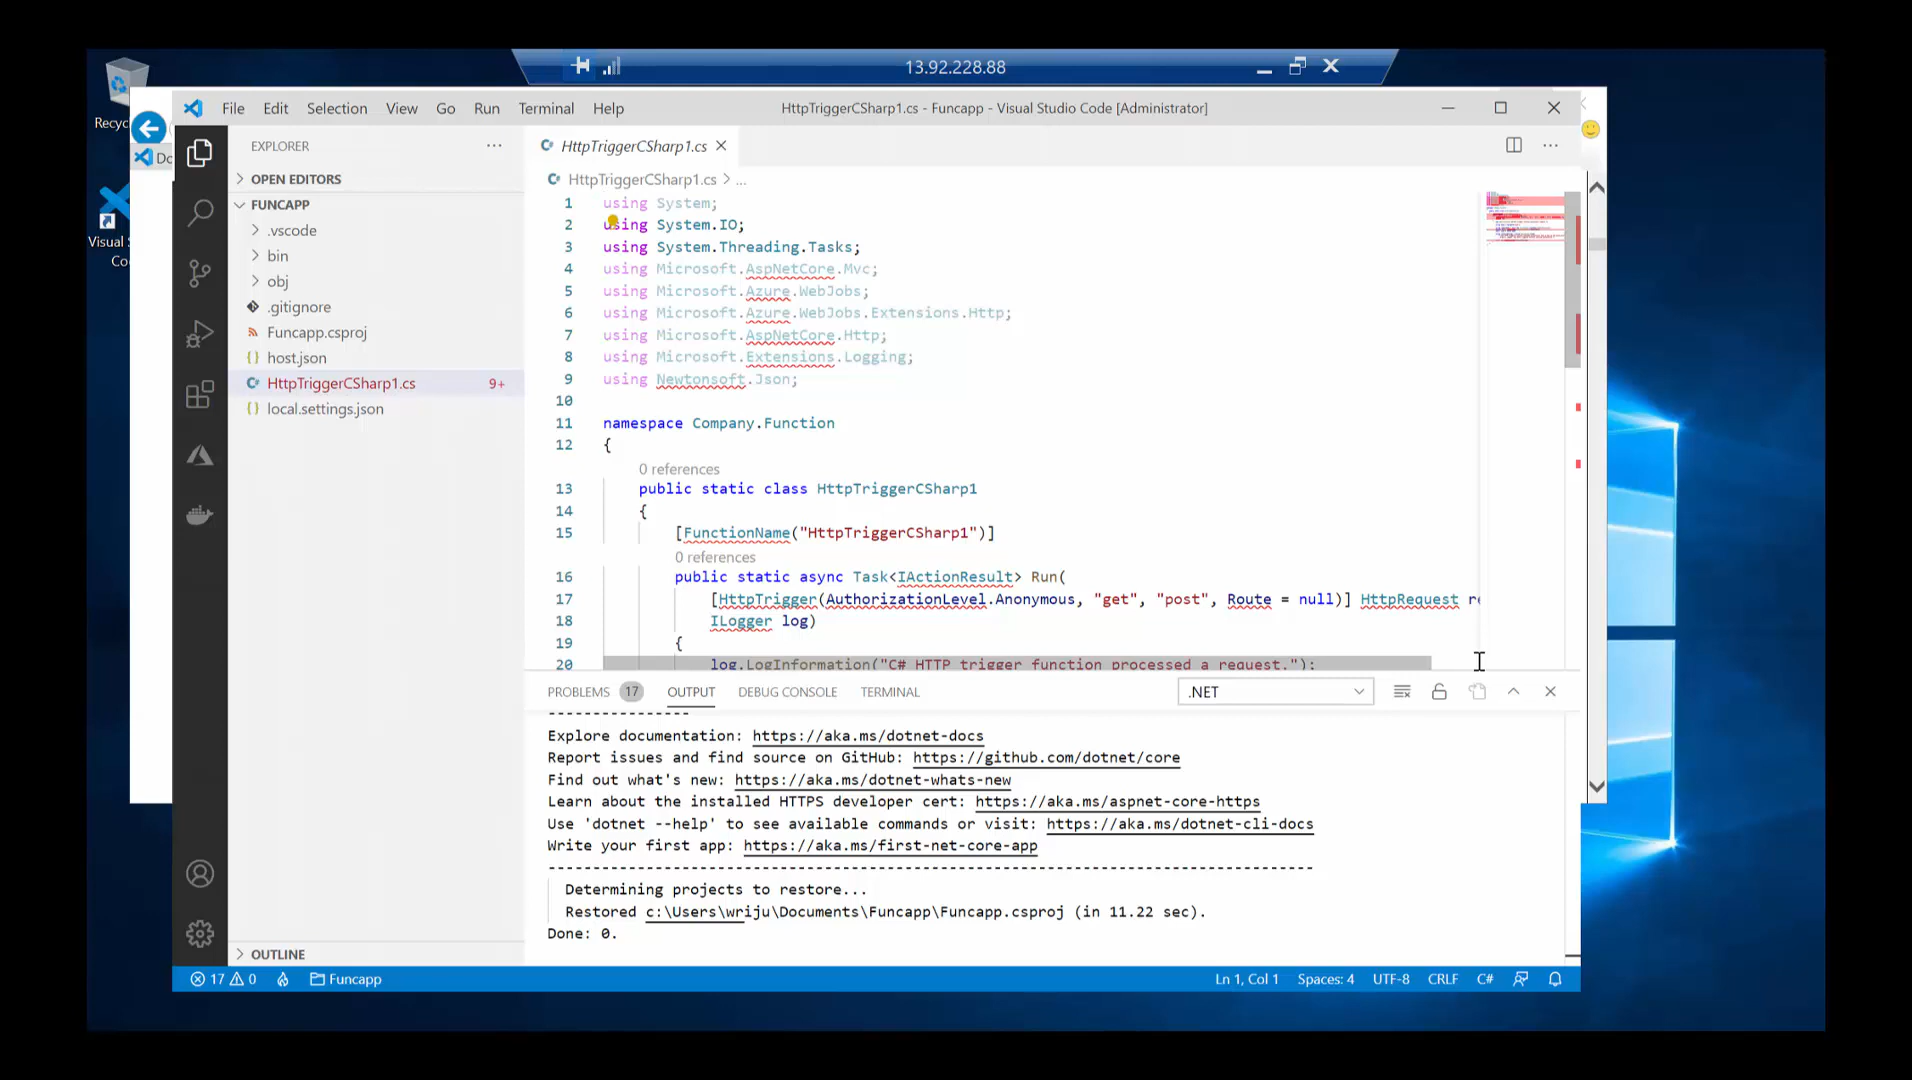 13.92.228.88
Recyc
Do
Visual S
Co
File Edit Selection View Go Run Terminal Help
HttpTriggerCSharp1.cs - Funcapp - Visual Studio Code [Administrator]
EXPLORER
OPEN EDITORS
FUNCAPP
.vscode
bin
obj
.gitignore
Funcapp.csproj
host.json
HttpTriggerCSharp1.cs 9+
local.settings.json
OUTLINE
HttpTriggerCSharp1.cs
HttpTriggerCSharp1.cs > ...
1 using System;
2 using System.IO;
3 using System.Threading.Tasks;
4 using Microsoft.AspNetCore.Mvc;
5 using Microsoft.Azure.WebJobs;
6 using Microsoft.Azure.WebJobs.Extensions.Http;
7 using Microsoft.AspNetCore.Http;
8 using Microsoft.Extensions.Logging;
9 using Newtonsoft.Json;
10
11 namespace Company.Function
12 {
0 references
13 public static class HttpTriggerCSharp1
14 {
15 [FunctionName("HttpTriggerCSharp1")]
0 references
16 public static async Task<IActionResult> Run(
17 [HttpTrigger(AuthorizationLevel.Anonymous, "get", "post", Route = null)] HttpRequest re
18 ILogger log)
19 {
20 log.LogInformation("C# HTTP trigger function processed a request.");
PROBLEMS 17 OUTPUT DEBUG CONSOLE TERMINAL .NET
----------------
Explore documentation: https://aka.ms/dotnet-docs
Report issues and find source on GitHub: https://github.com/dotnet/core
Find out what's new: https://aka.ms/dotnet-whats-new
Learn about the installed HTTPS developer cert: https://aka.ms/aspnet-core-https
Use 'dotnet --help' to see available commands or visit: https://aka.ms/dotnet-cli-docs
Write your first app: https://aka.ms/first-net-core-app
--------------------------------------------------------------------------------------
Determining projects to restore...
Restored c:\Users\wriju\Documents\Funcapp\Funcapp.csproj (in 11.22 sec).
Done: 0.
17 0 Funcapp Ln 1, Col 1 Spaces: 4 UTF-8 CRLF C#